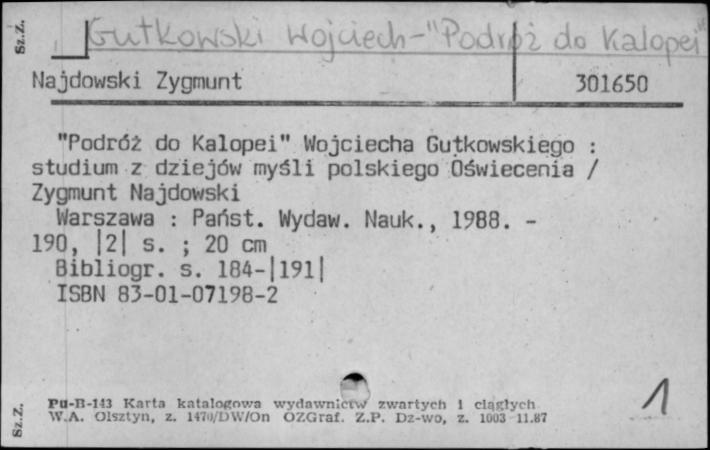 Sz.Z.
Gutkowski Wojciech - "Podróż do Kalopei"
Najdowski Zygmunt 301650
"Podróż do Kalopei" Wojciecha Gutkowskiego :
studium z dziejów myśli polskiego Oświecenia /
Zygmunt Najdowski
Warszawa : Państ. Wydaw. Nauk., 1988. -
190, |2| s. ; 20 cm
Bibliogr. s. 184-|191|
ISBN 83-01-07198-2
1
Sz.Z.
Pu-B-143 Karta katalogowa wydawnictw zwartych i ciągłych
W.A. Olsztyn, z. 1470/DW/On OZGraf. Z.P. Dz-wo, z. 1003 11.87